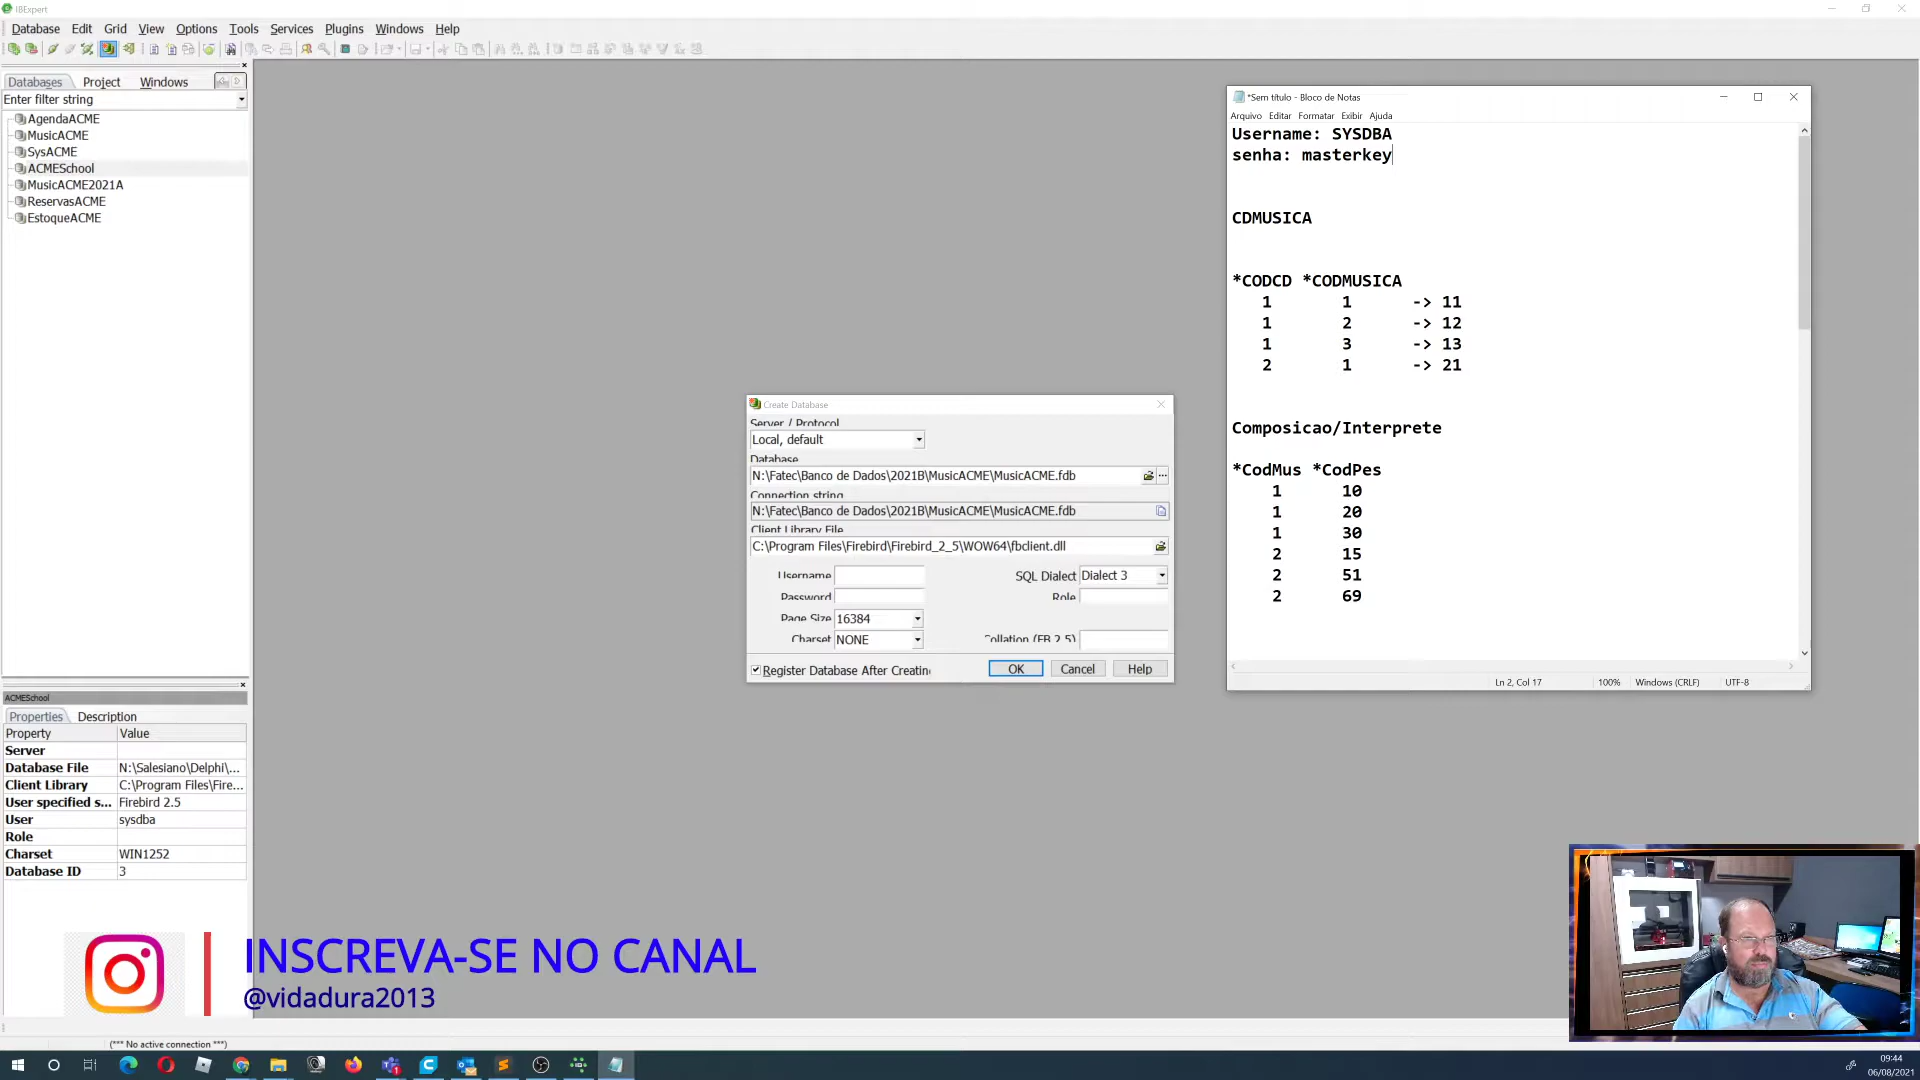 IBExpert
Database Edit Grid View Options Tools Services Plugins Windows Help
Databases Project Windows
Enter filter string
AgendaACME
MusicACME
SysACME
ACMESchool
MusicACME2021A
ReservasACME
EstoqueACME
ACMESchool
Properties Description
Property Value
Server
Database File N:\Salesiano\Delphi\...
Client Library C:\Program Files\Fire...
User specified s... Firebird 2.5
User sysdba
Role
Charset WIN1252
Database ID 3
(*** No active connection ***)
Create Database
Server / Protocol
Local, default
Database
N:\Fatec\Banco de Dados\2021B\MusicACME\MusicACME.fdb
Connection string
N:\Fatec\Banco de Dados\2021B\MusicACME\MusicACME.fdb
Client Library File
C:\Program Files\Firebird\Firebird_2_5\WOW64\fbclient.dll
Username SQL Dialect Dialect 3
Password Role
Page Size 16384
Charset NONE Collation (FB 2.5)
Register Database After Creatin OK Cancel Help
*Sem título - Bloco de Notas
Arquivo Editar Formatar Exibir Ajuda
Username: SYSDBA
senha: masterkey
CDMUSICA
*CODCD *CODMUSICA
1 1 -> 11
1 2 -> 12
1 3 -> 13
2 1 -> 21
Composicao/Interprete
*CodMus *CodPes
1 10
1 20
1 30
2 15
2 51
2 69
Ln 2, Col 17 100% Windows (CRLF) UTF-8
INSCREVA-SE NO CANAL
@vidadura2013
09:44
06/08/2021